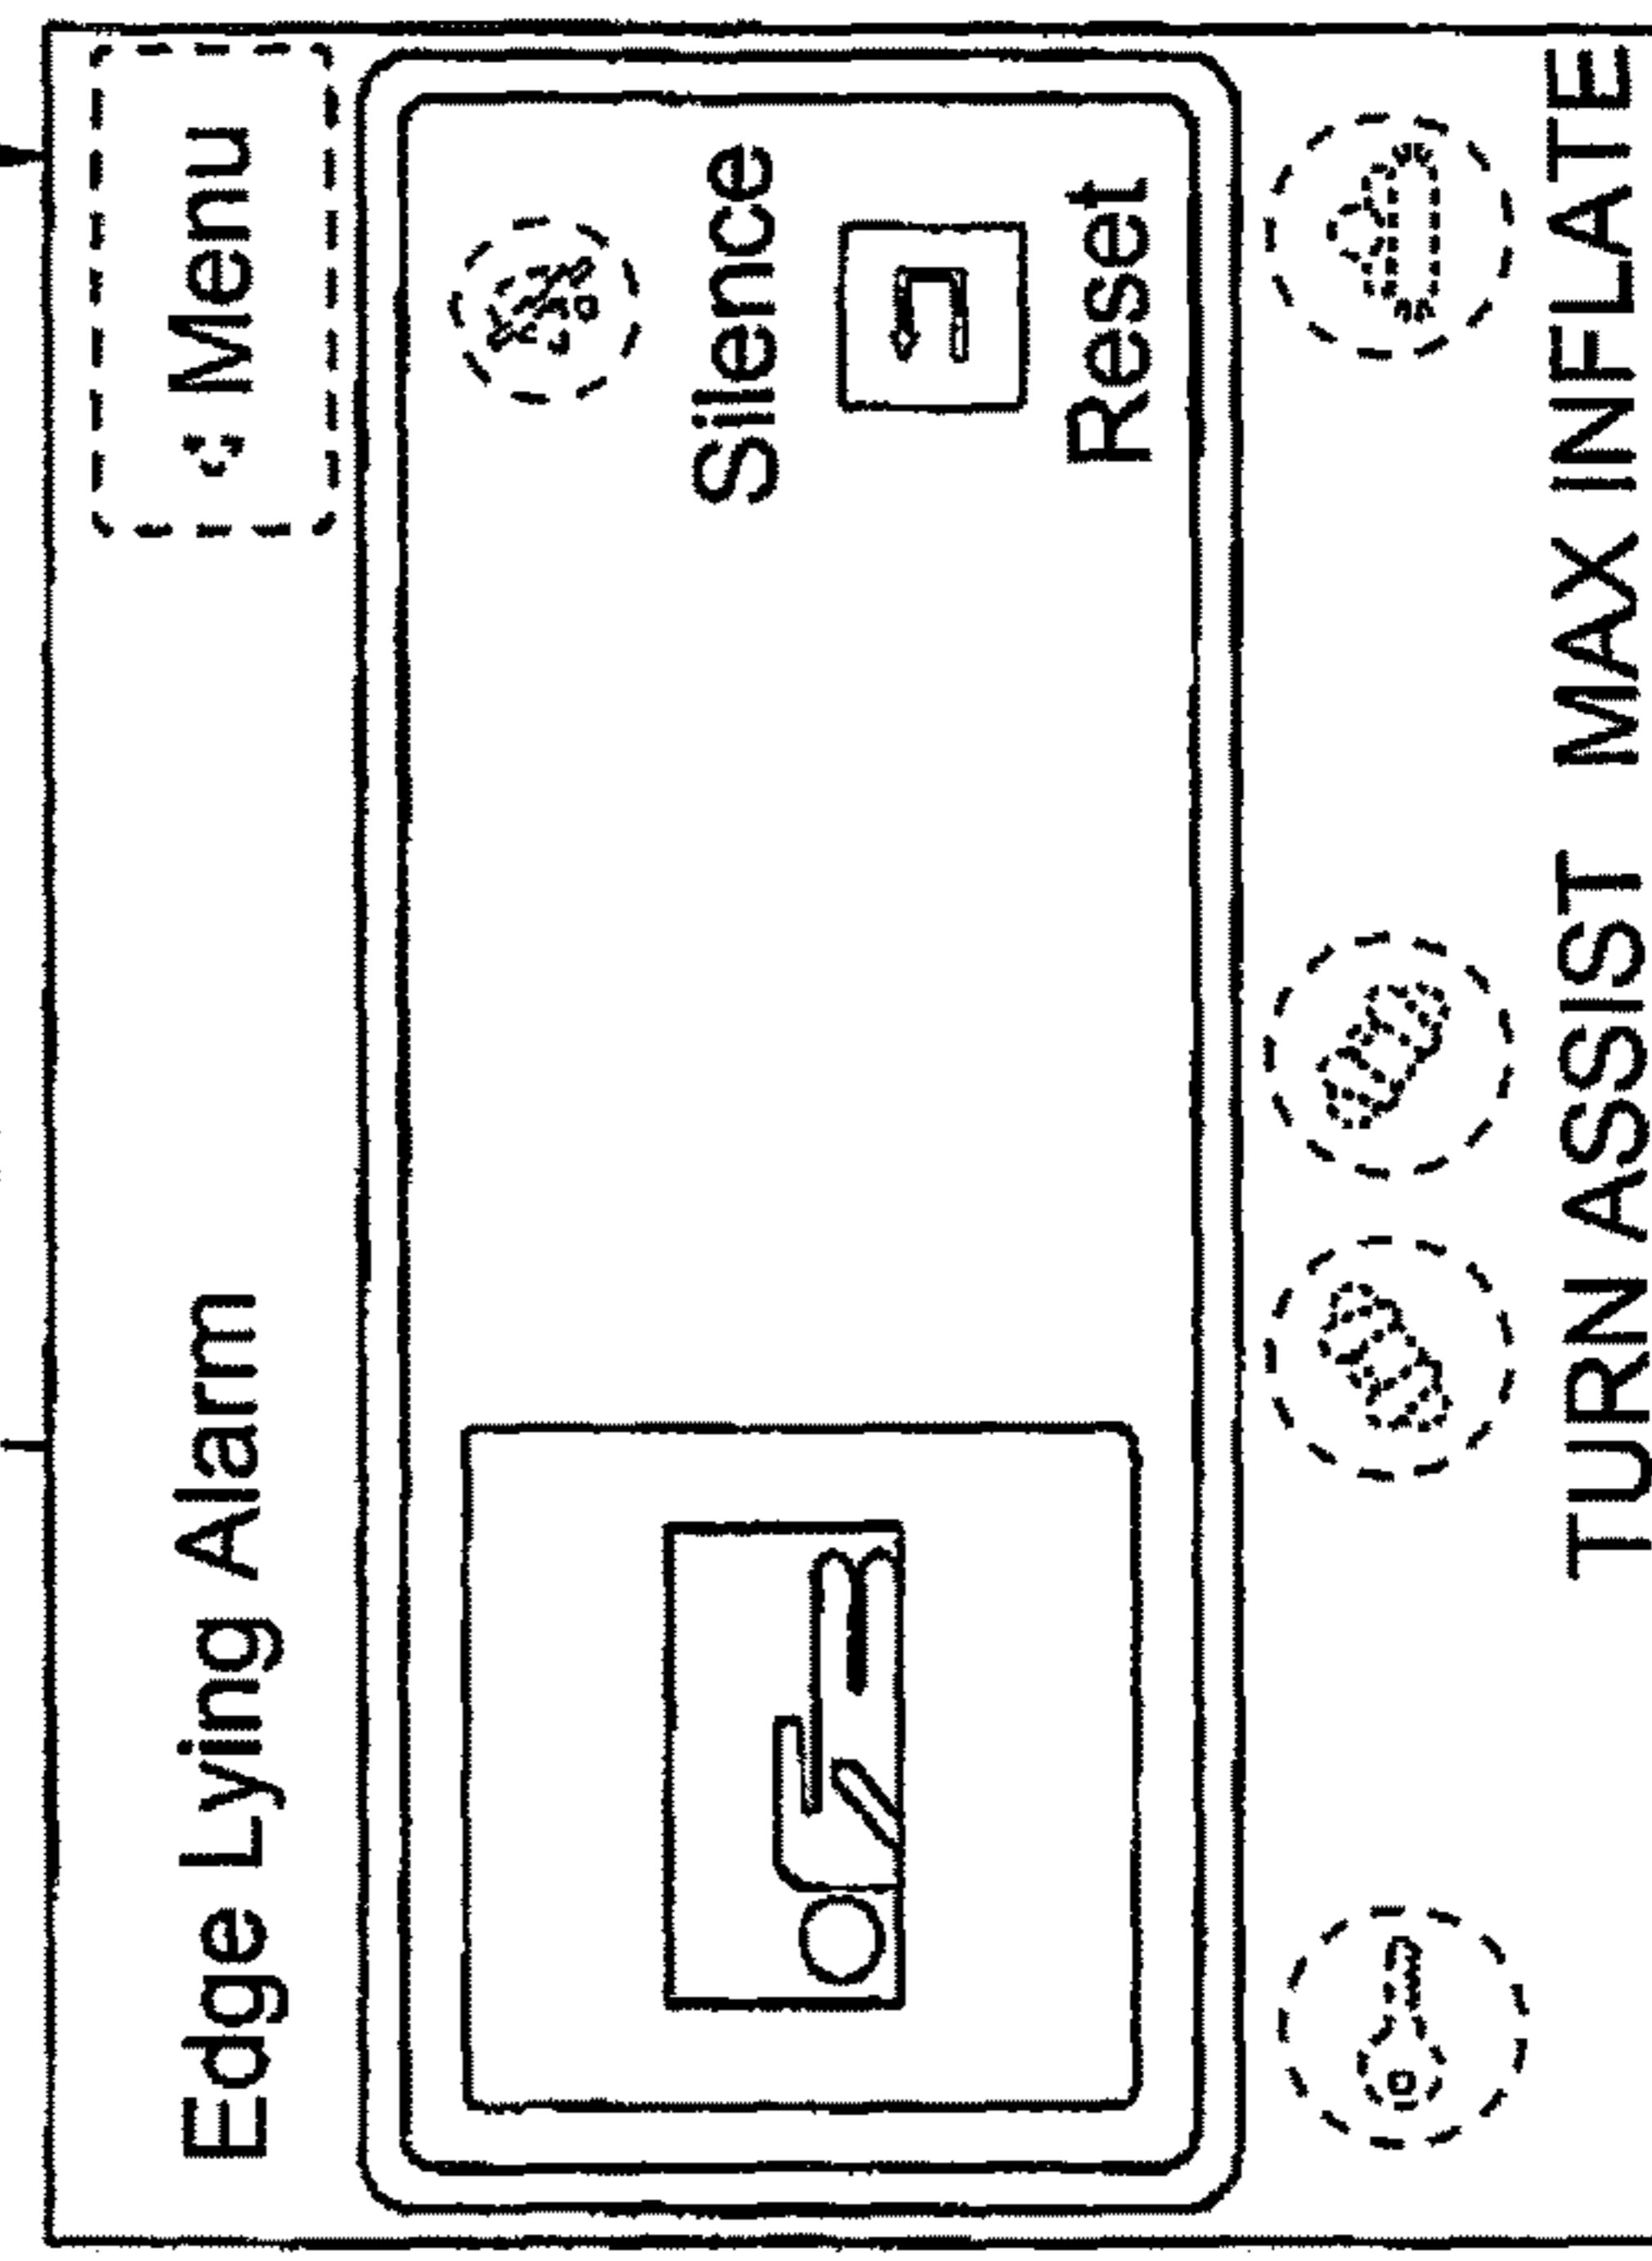 Edge Lying Alarm
Menu
Silence
Reset
TURN ASSIST
MAX INFLATE